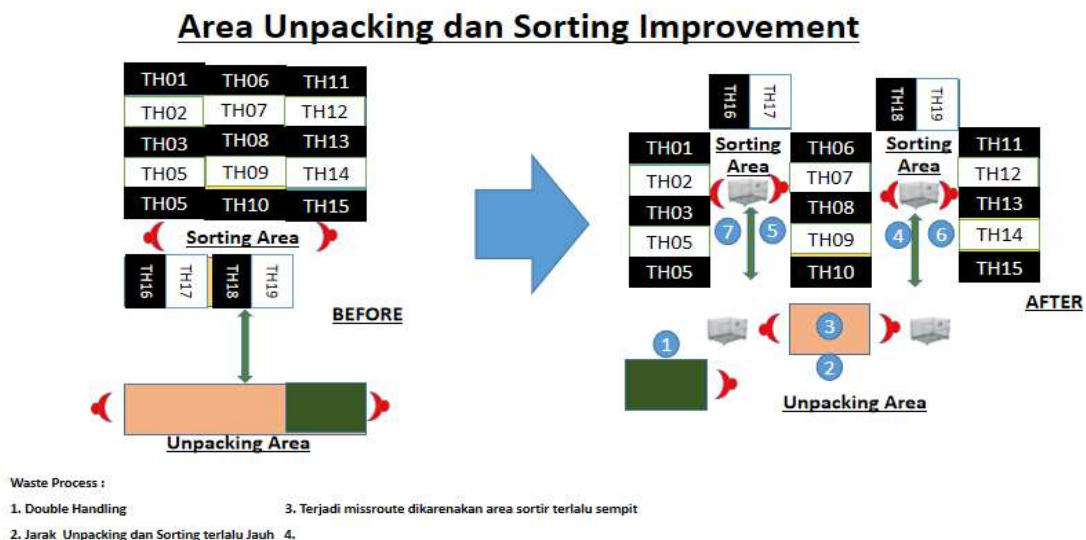 Area Unpacking dan Sorting Improvement
TH01 TH06 TH11
TH02 TH07 TH12
TH03 TH08 TH13
TH05 TH09 TH14
TH05 TH10 TH15
Sorting Area
TH16 TH17 TH18 TH19
BEFORE
Unpacking Area
TH16 TH17 TH18 TH19
Sorting
Area
Sorting
Area
TH01 TH06 TH11
TH02 TH07 TH12
TH03 TH08 TH13
TH05 TH09 TH14
TH05 TH10 TH15
7 5 4 6
AFTER
1 3
2
Unpacking Area
Waste Process :
1. Double Handling
2. Jarak Unpacking dan Sorting terlalu Jauh
3. Terjadi missroute dikarenakan area sortir terlalu sempit
4.